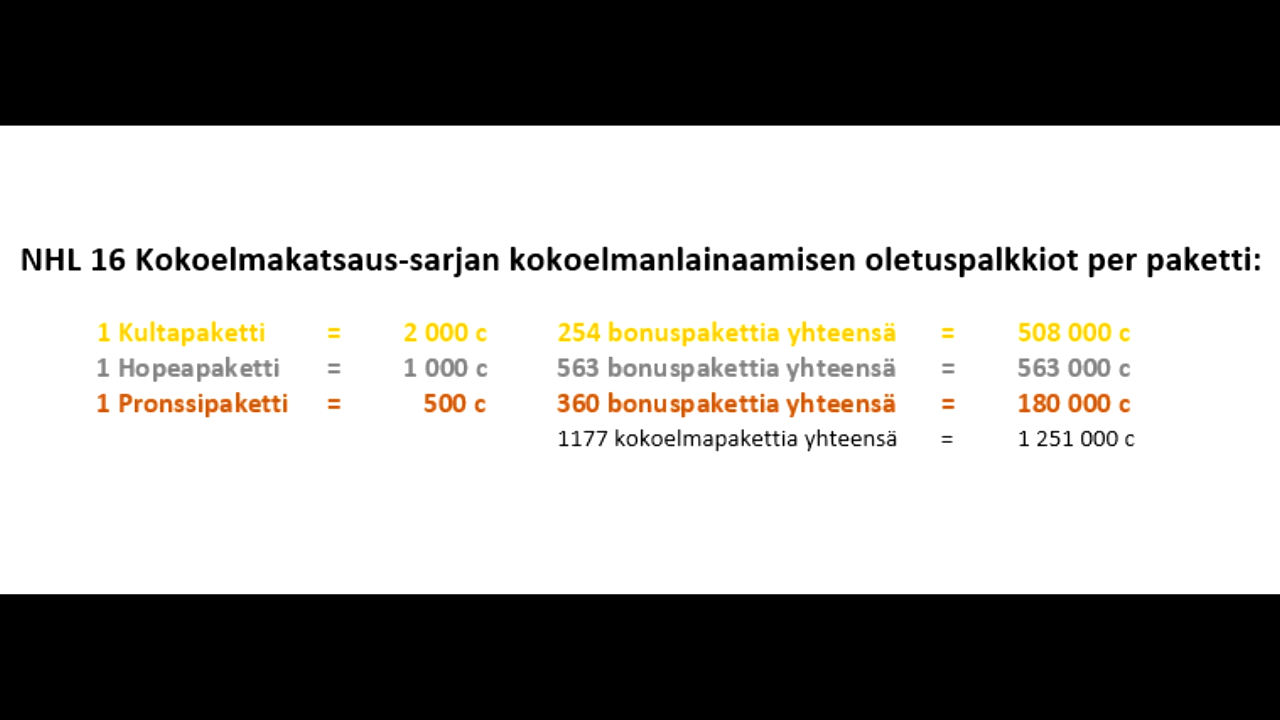 NHL 16 Kokoelmakatsaus-sarjan kokoelmanlainaamisen oletuspalkkiot per paketti:
1 Kultapaketti = 2 000 c 254 bonuspakettia yhteensä = 508 000 c
1 Hopeapaketti = 1 000 c 563 bonuspakettia yhteensä = 563 000 c
1 Pronssipaketti = 500 c 360 bonuspakettia yhteensä = 180 000 c
1177 kokoelmapakettia yhteensä = 1 251 000 c